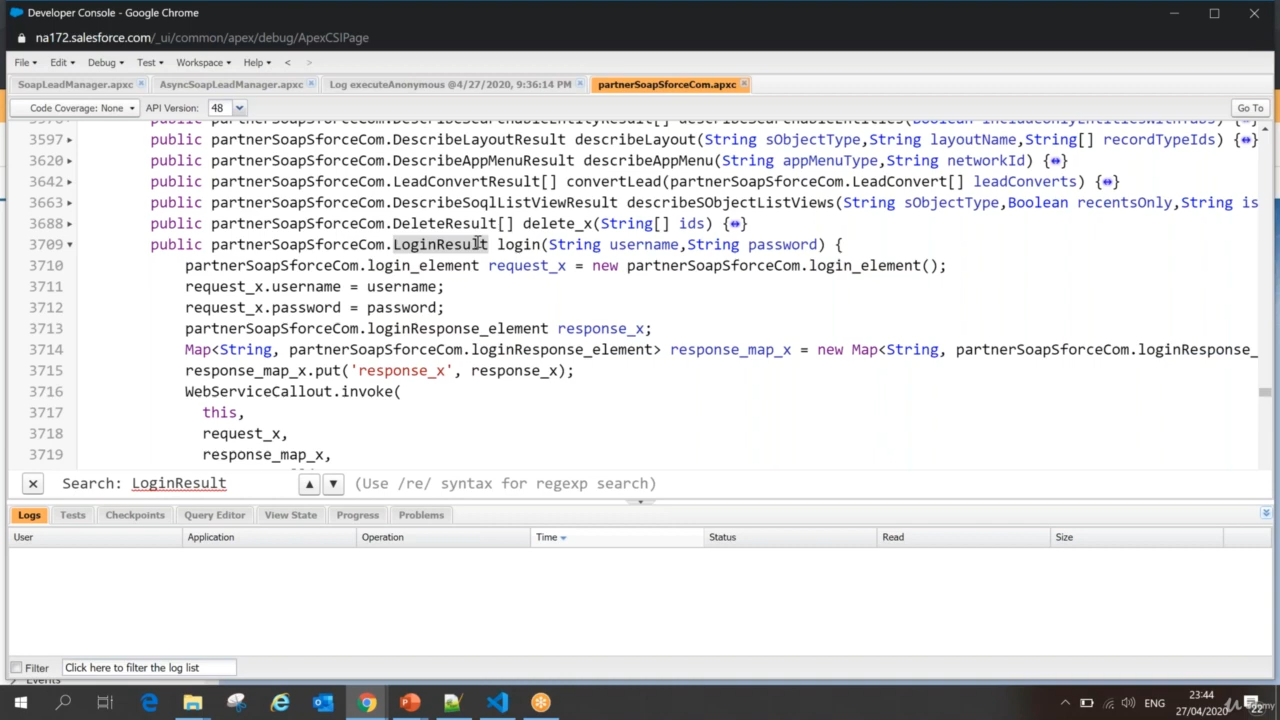 Developer Console - Google Chrome
na172.salesforce.com/_ui/common/apex/debug/ApexCSIPage
File Edit Debug Test Workspace Help < >
SoapLeadManager.apxc AsyncSoapLeadManager.apxc Log executeAnonymous @4/27/2020, 9:36:14 PM partnerSoapSforceCom.apxc
Code Coverage: None API Version: 48 Go To
3597 public partnerSoapSforceCom.DescribeLayoutResult describeLayout(String sObjectType,String layoutName,String[] recordTypeIds) {
3620 public partnerSoapSforceCom.DescribeAppMenuResult describeAppMenu(String appMenuType,String networkId) {
3642 public partnerSoapSforceCom.LeadConvertResult[] convertLead(partnerSoapSforceCom.LeadConvert[] leadConverts) {}
3663 public partnerSoapSforceCom.DescribeSoqlListViewResult describeSObjectListViews(String sObjectType,Boolean recentsOnly,String is
3688 public partnerSoapSforceCom.DeleteResult[] delete_x(String[] ids) {}
3709 public partnerSoapSforceCom.LoginResult login(String username,String password) {
3710 partnerSoapSforceCom.login_element request_x = new partnerSoapSforceCom.login_element();
3711 request_x.username = username;
3712 request_x.password = password;
3713 partnerSoapSforceCom.loginResponse_element response_x;
3714 Map<String, partnerSoapSforceCom.loginResponse_element> response_map_x = new Map<String, partnerSoapSforceCom.loginResponse_
3715 response_map_x.put('response_x', response_x);
3716 WebServiceCallout.invoke(
3717 this,
3718 request_x,
3719 response_map_x,
Search: LoginResult (Use /re/ syntax for regexp search)
Logs Tests Checkpoints Query Editor View State Progress Problems
User Application Operation Time Status Read Size
Filter Click here to filter the log list
Events
ENG 23:44
27/04/2020 22